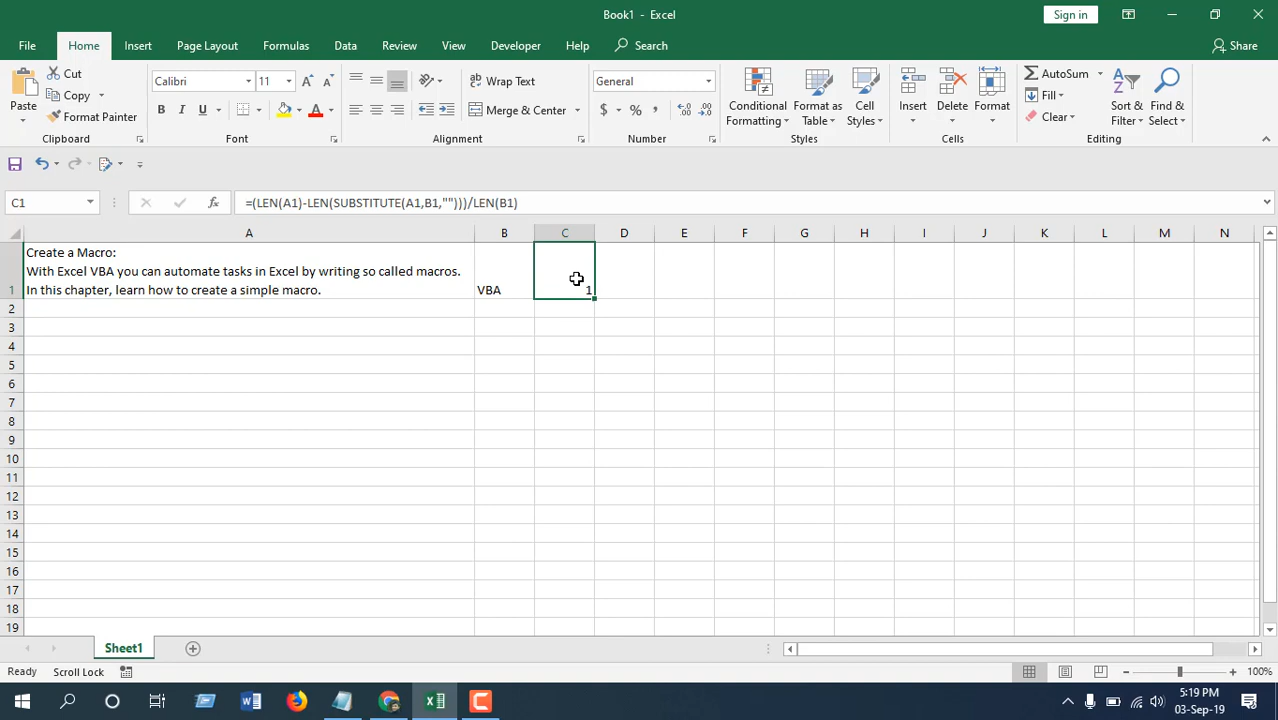 Book1 - Excel
Sign in
File Home Insert Page Layout Formulas Data Review View Developer Help Search Share
Paste
Cut
Copy
Format Painter
Clipboard
Calibri 11
B I U
Font
Wrap Text
Merge & Center
Alignment
General
$ % ,
Number
Conditional Formatting
Format as Table
Cell Styles
Styles
Insert
Delete
Format
Cells
AutoSum
Fill
Clear
Sort & Filter
Find & Select
Editing
C1 fx =(LEN(A1)-LEN(SUBSTITUTE(A1,B1,"")))/LEN(B1)
A B C D E F G H I J K L M N
Create a Macro:
With Excel VBA you can automate tasks in Excel by writing so called macros.
1 In this chapter, learn how to create a simple macro. VBA 1
2
3
4
5
6
7
8
9
10
11
12
13
14
15
16
17
18
19
Sheet1
Ready Scroll Lock 100%
5:19 PM
03-Sep-19